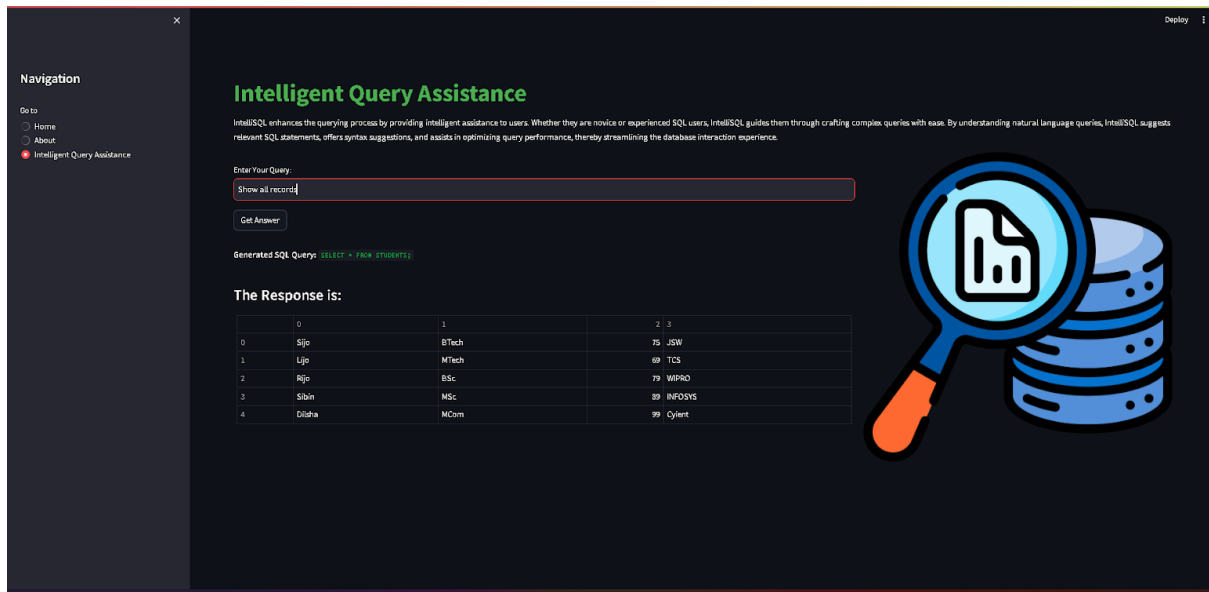 ×
Deploy
Navigation
Go to
Home
About
Intelligent Query Assistance
Intelligent Query Assistance
IntelliSQL enhances the querying process by providing intelligent assistance to users. Whether they are novice or experienced SQL users, IntelliSQL guides them through crafting complex queries with ease. By understanding natural language queries, IntelliSQL suggests
relevant SQL statements, offers syntax suggestions, and assists in optimizing query performance, thereby streamlining the database interaction experience.
Enter Your Query:
Show all records
Get Answer
Generated SQL Query: SELECT * FROM STUDENTS;
The Response is:
0 1 2 3
0 Sijo BTech 75 JSW
1 Lijo MTech 69 TCS
2 Rijo BSc 79 WIPRO
3 Sibin MSc 89 INFOSYS
4 Dilsha MCom 99 Cyient